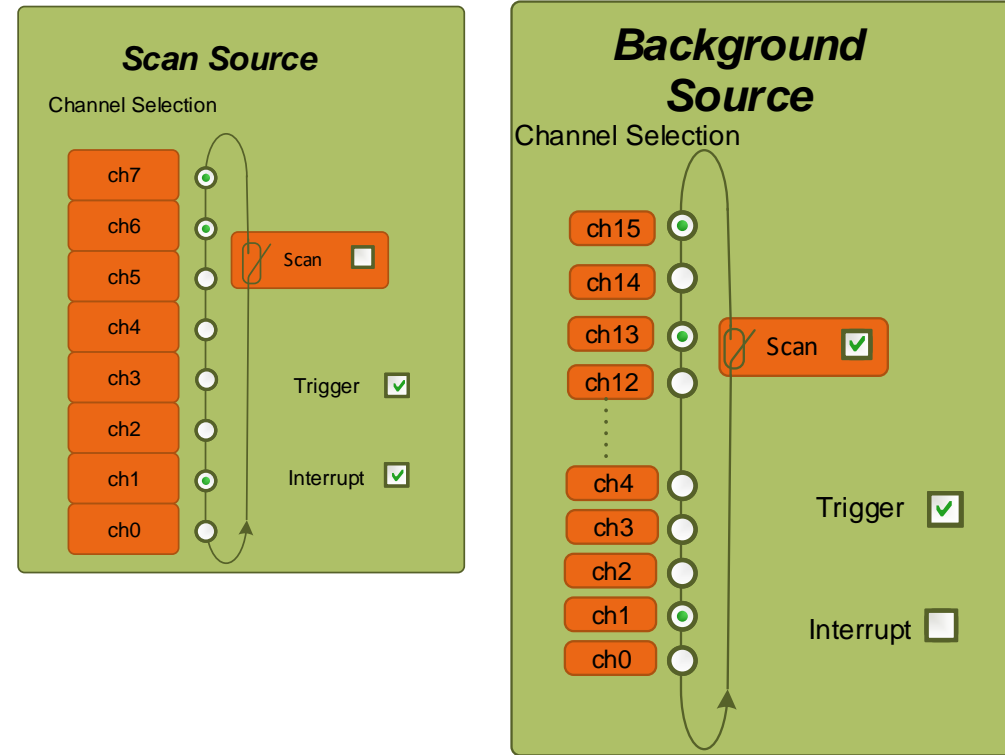 Scan Source
Channel Selection
ch7
ch6
ch5
ch4
ch3
ch2
ch1
ch0
Scan
Trigger
Interrupt
Background
Source
Channel Selection
ch15
ch14
ch13
ch12
ch4
ch3
ch2
ch1
ch0
Scan
Trigger
Interrupt